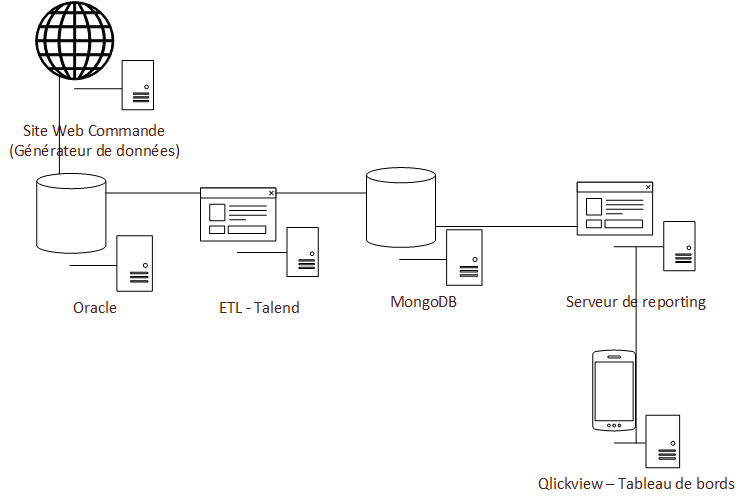 Site Web Commande
(Générateur de données)
Oracle
ETL - Talend
MongoDB
Serveur de reporting
Qlickview – Tableau de bords